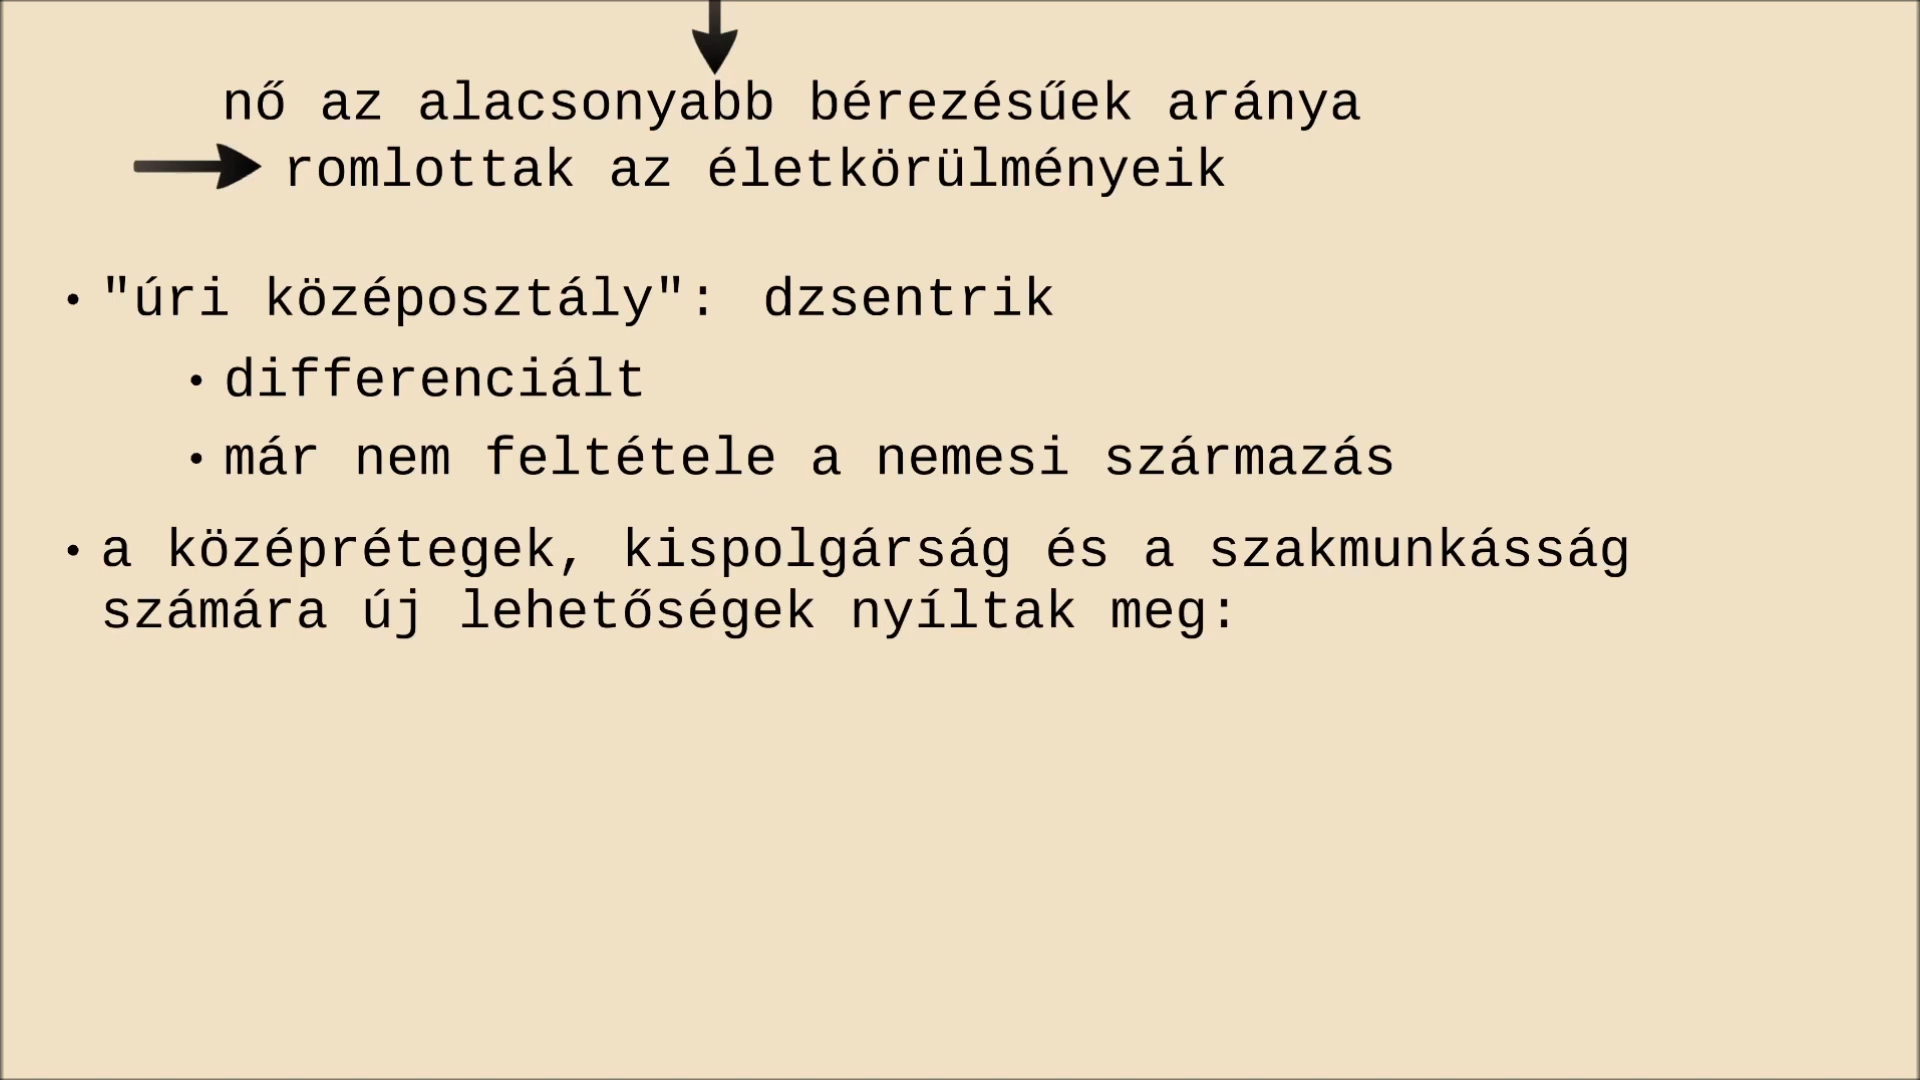 nő az alacsonyabb bérezésűek aránya
romlottak az életkörülményeik
• "úri középosztály": dzsentrik
• differenciált
• már nem feltétele a nemesi származás
• a középrétegek, kispolgárság és a szakmunkásság
számára új lehetőségek nyíltak meg: